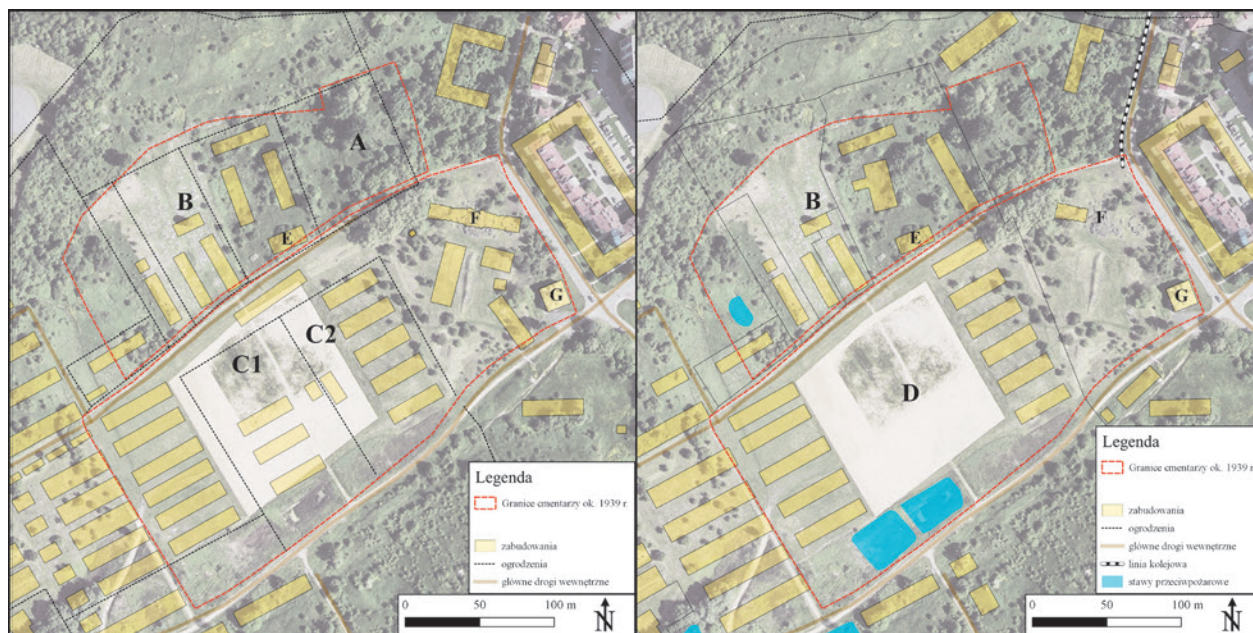 A
B
E
F
G
C1
C2
Legenda
Granice cmentarzy ok. 1939 r.
zabudowania
ogrodzenia
główne drogi wewnętrzne
0 50 100 m
N
B
E
F
G
D
Legenda
Granice cmentarzy ok. 1939 r.
zabudowania
ogrodzenia
główne drogi wewnętrzne
linia kolejowa
stawy przeciwpożarowe
0 50 100 m
N